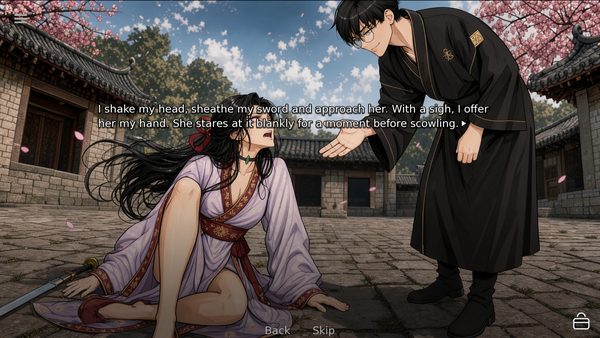 I shake my head, sheathe my sword and approach her. With a sigh, I offer
her my hand. She stares at it blankly for a moment before scowling.
Back Skip